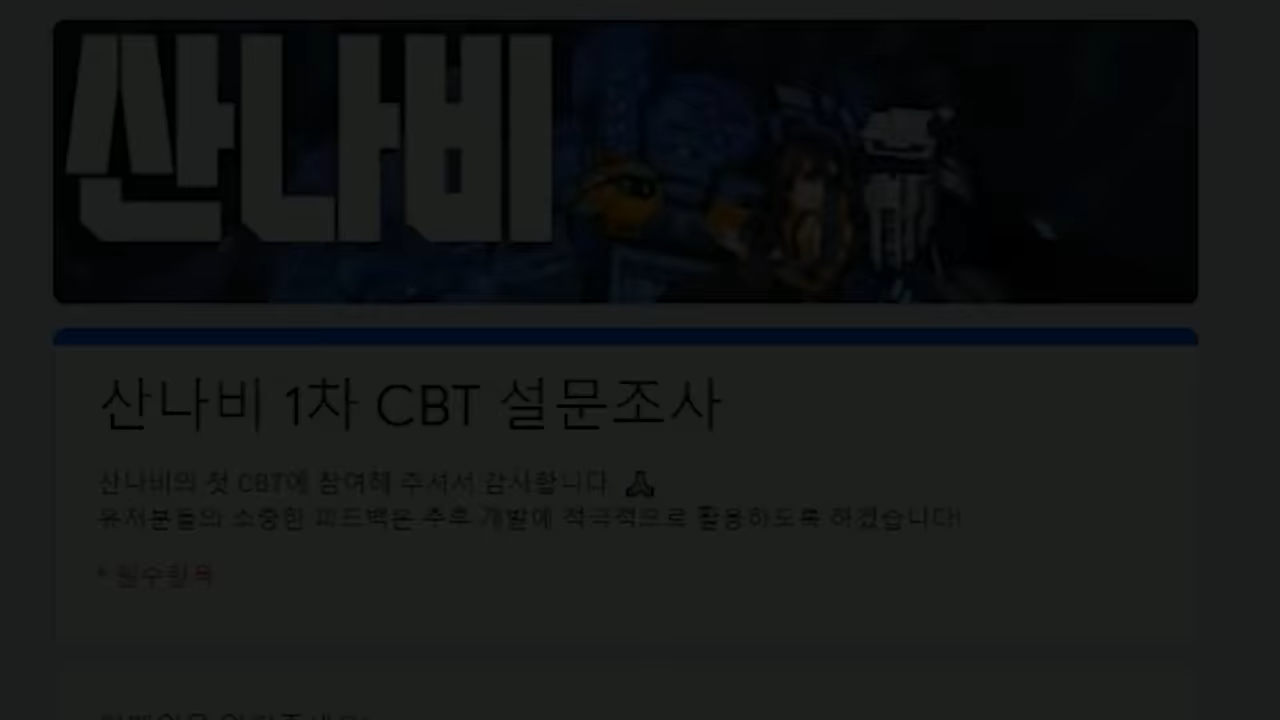 산나비
산나비 1차 CBT 설문조사
산나비의 첫 CBT에 참여해 주셔서 감사합니다 🙏
유저분들의 소중한 피드백은 추후 개발에 적극적으로 활용하도록 하겠습니다!
* 필수항목